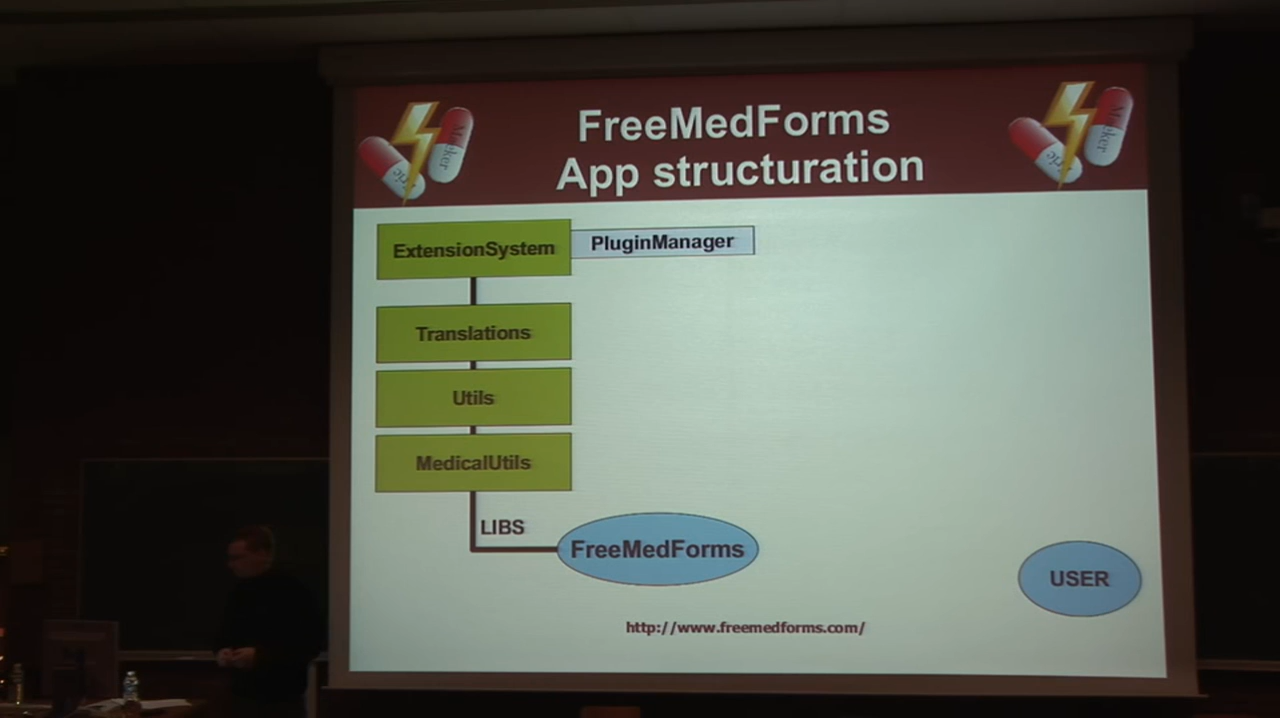 FreeMedForms
App structuration
ExtensionSystem
PluginManager
Translations
Utils
MedicalUtils
LIBS
FreeMedForms
USER
http://www.freemedforms.com/